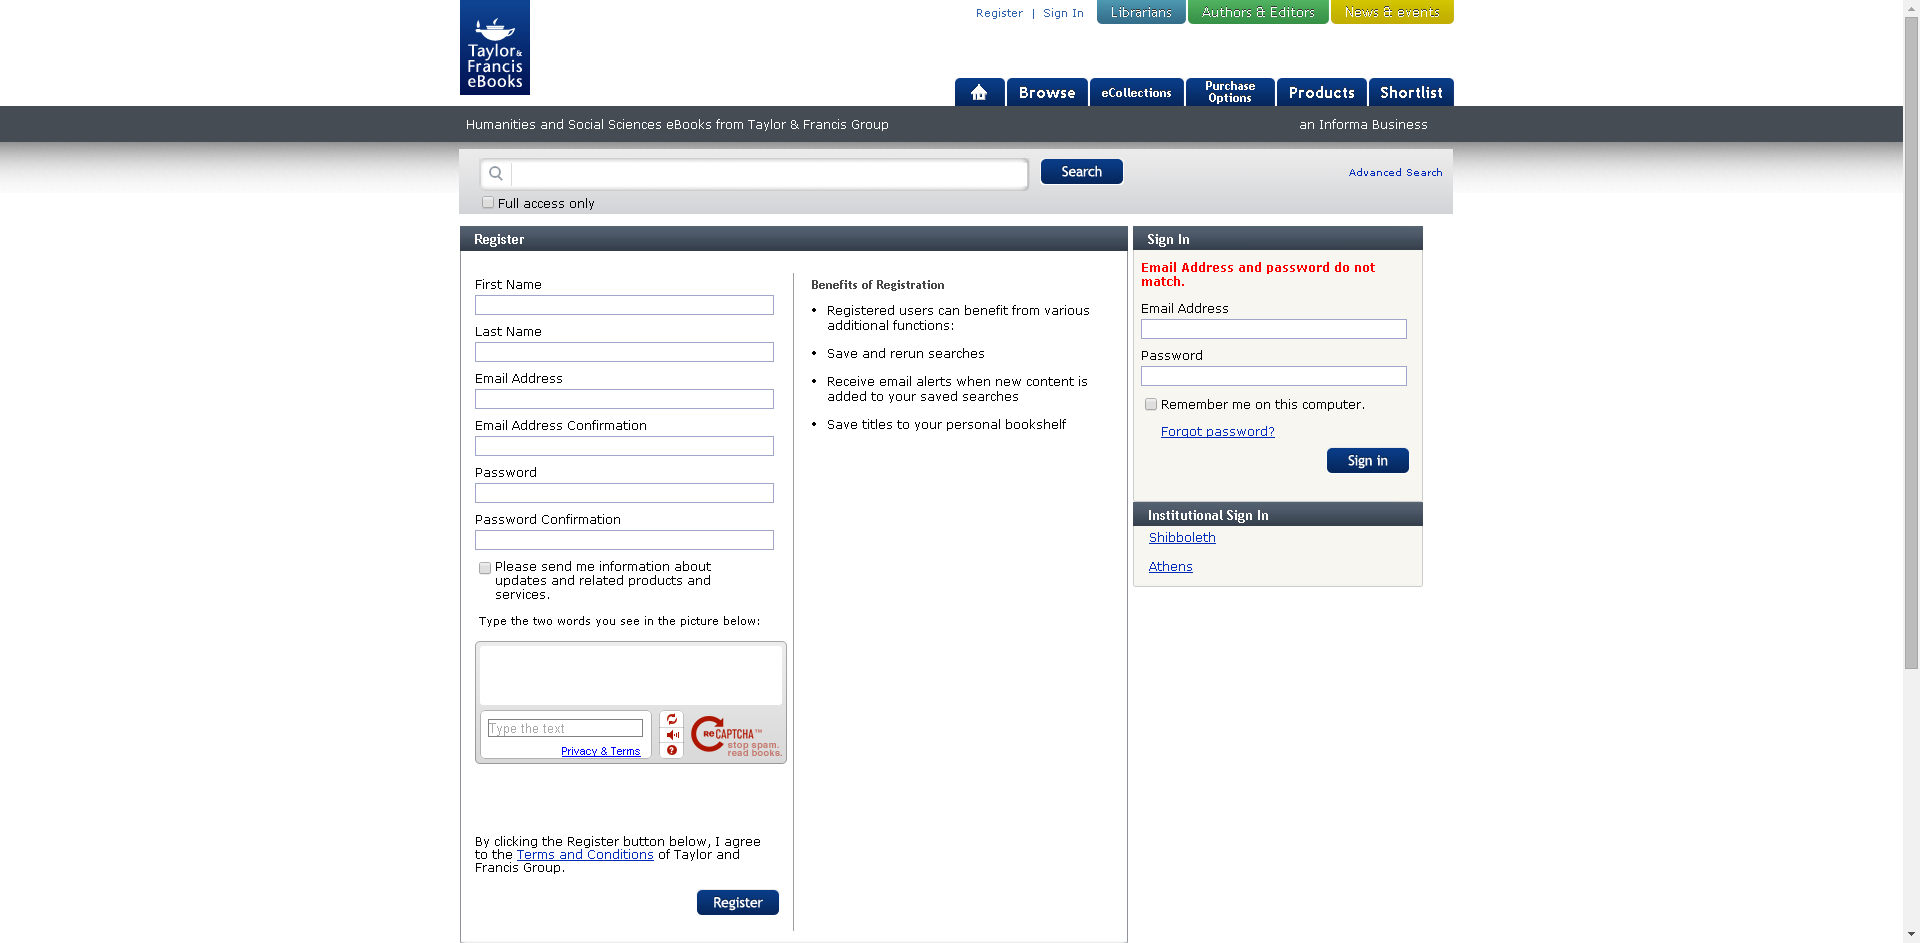 Taylor &
Francis
eBooks
Register | Sign In
Librarians
Authors & Editors
News & events
Browse
eCollections
Purchase
Options
Products
Shortlist
Humanities and Social Sciences eBooks from Taylor & Francis Group
an Informa Business
Search
Advanced Search
Full access only
Register
First Name
Last Name
Email Address
Email Address Confirmation
Password
Password Confirmation
Please send me information about
updates and related products and
services.
Type the two words you see in the picture below:
Type the text
Privacy & Terms
reCAPTCHA™
stop spam.
read books.
By clicking the Register button below, I agree
to the Terms and Conditions of Taylor and
Francis Group.
Register
Benefits of Registration
• Registered users can benefit from various
additional functions:
• Save and rerun searches
• Receive email alerts when new content is
added to your saved searches
• Save titles to your personal bookshelf
Sign In
Email Address and password do not
match.
Email Address
Password
Remember me on this computer.
Forgot password?
Sign in
Institutional Sign In
Shibboleth
Athens